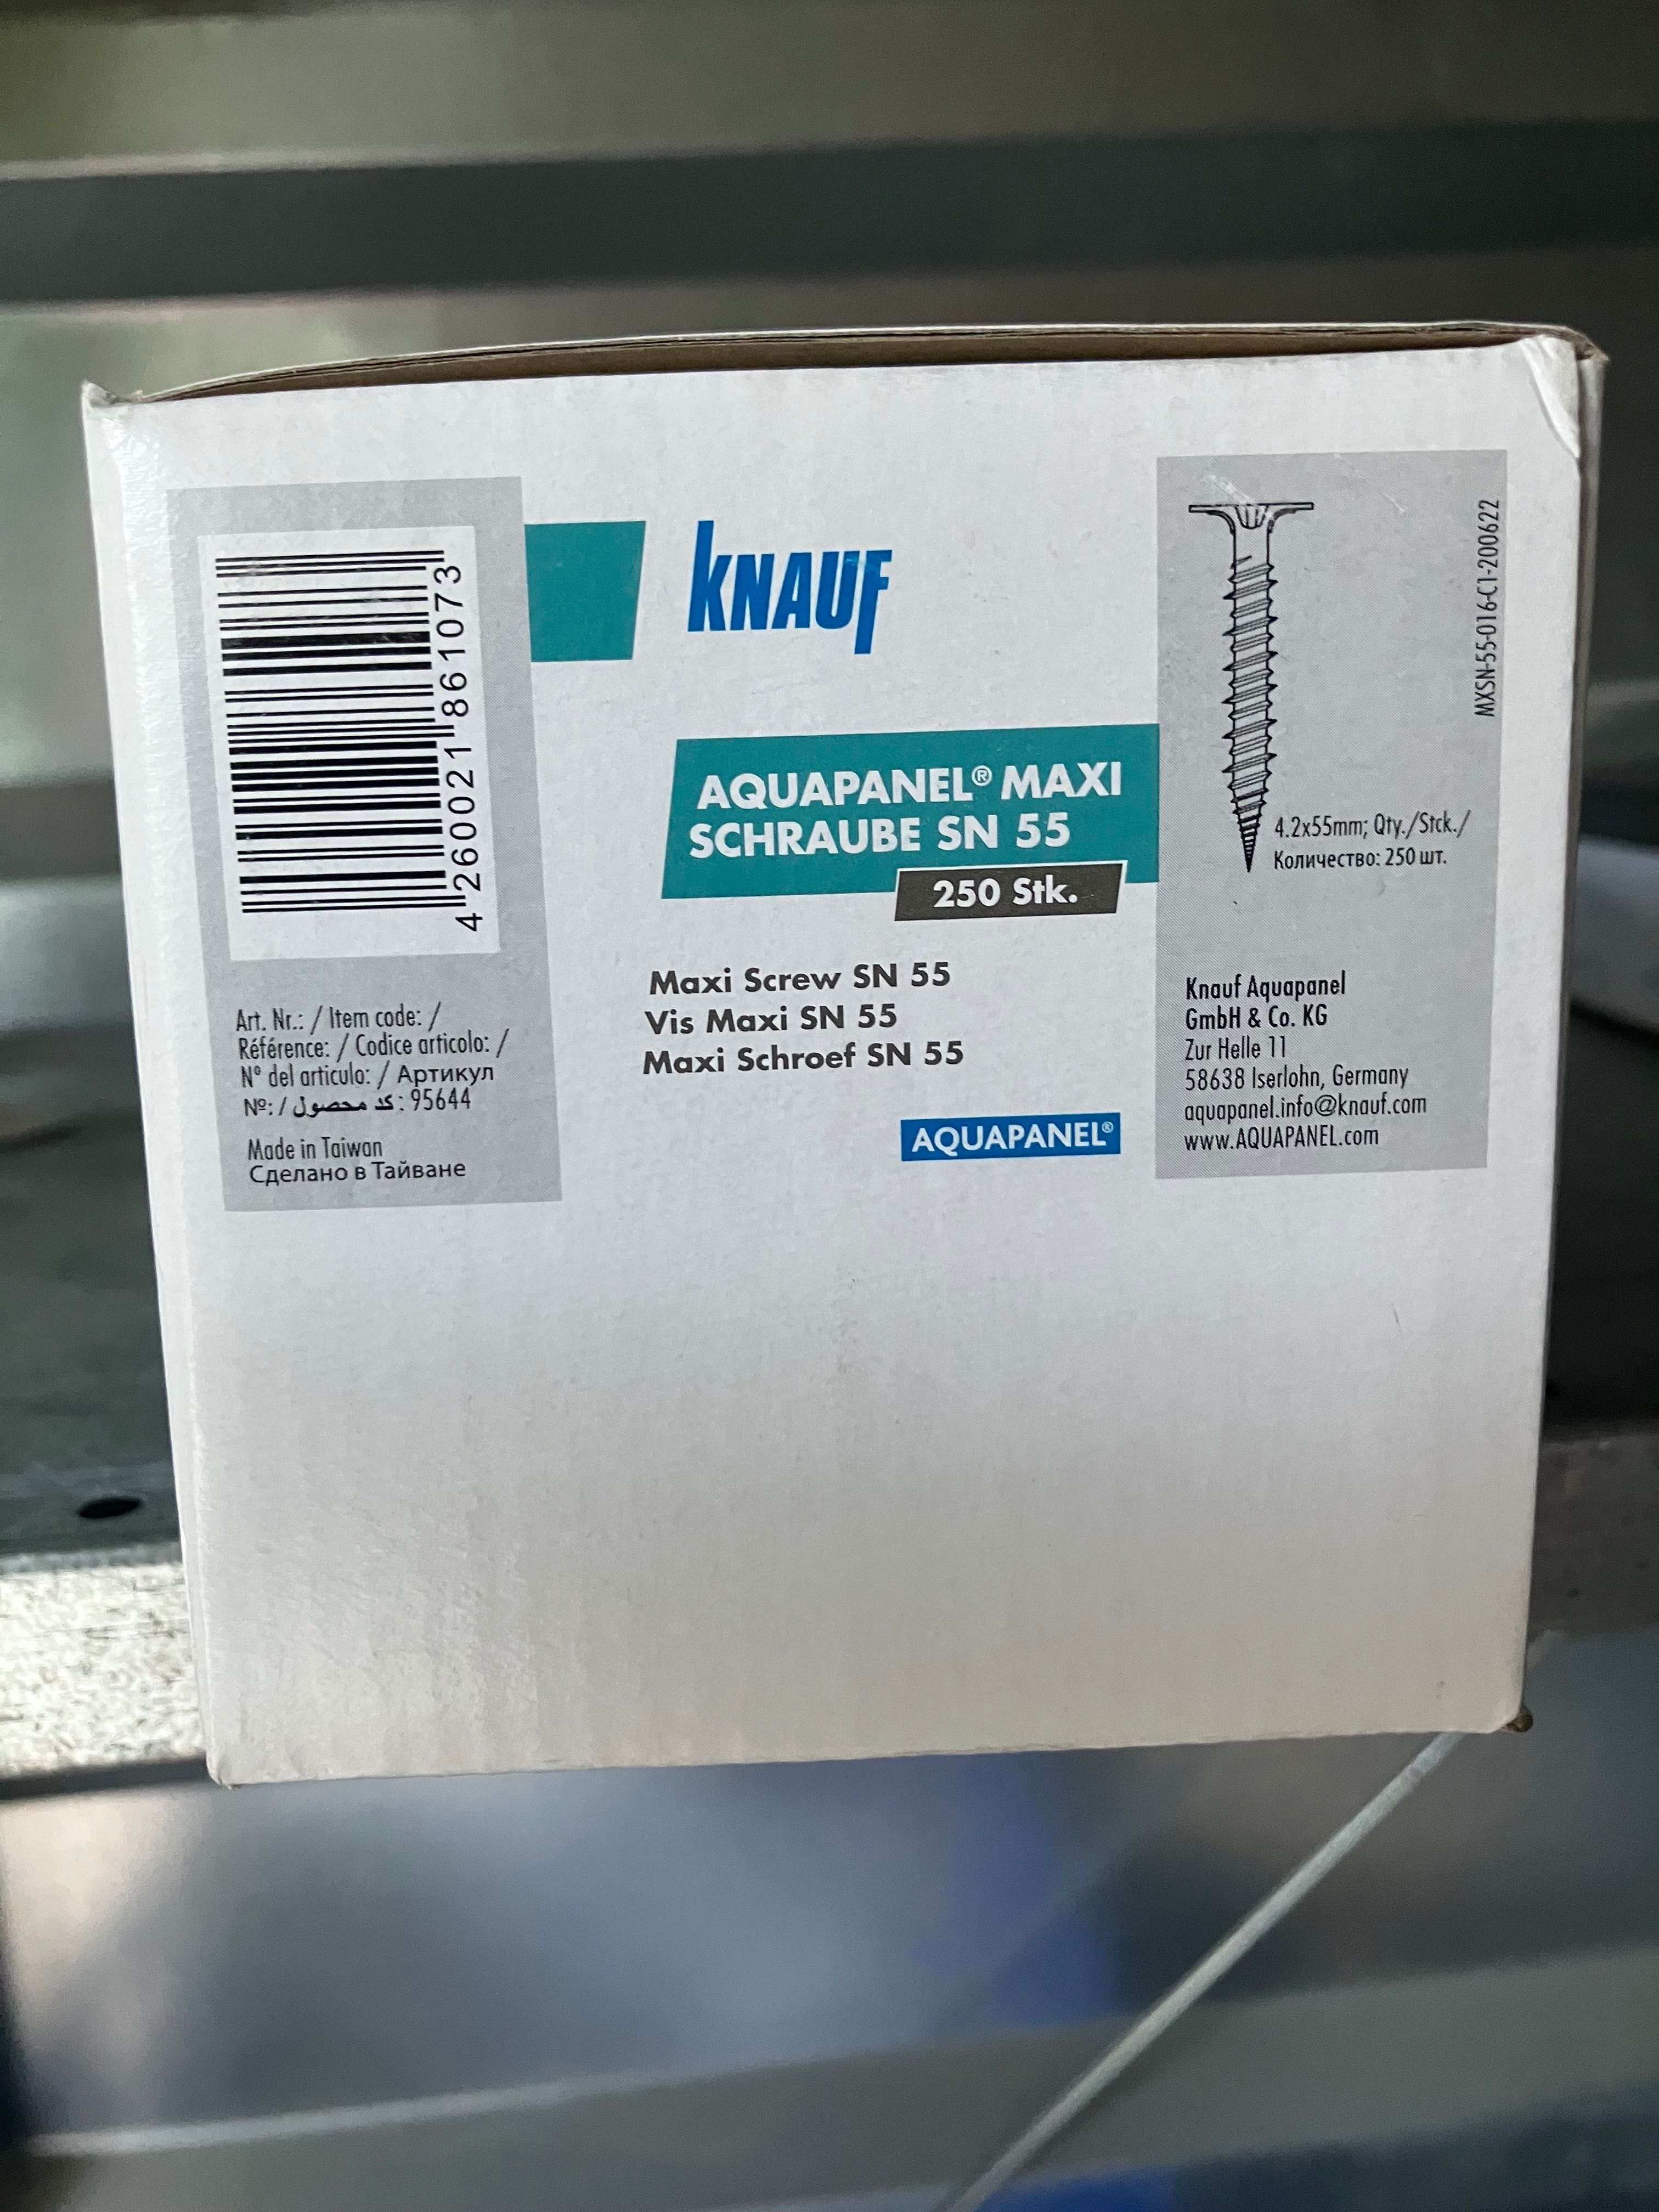 KNAUF
AQUAPANEL® MAXI
SCHRAUBE SN 55
250 Stk.
Maxi Screw SN 55
Vis Maxi SN 55
Maxi Schroef SN 55
AQUAPANEL®
4 260021 861073
Art. Nr.: / Item code: /
Référence: / Codice articolo: /
N° del articulo: / Артикул
№: / کد محصول : 95644
Made in Taiwan
Сделано в Тайване
MXSN-55-016-C1-200622
4.2x55mm; Qty./Stck./
Количество: 250 шт.
Knauf Aquapanel
GmbH & Co. KG
Zur Helle 11
58638 Iserlohn, Germany
aquapanel.info@knauf.com
www.AQUAPANEL.com